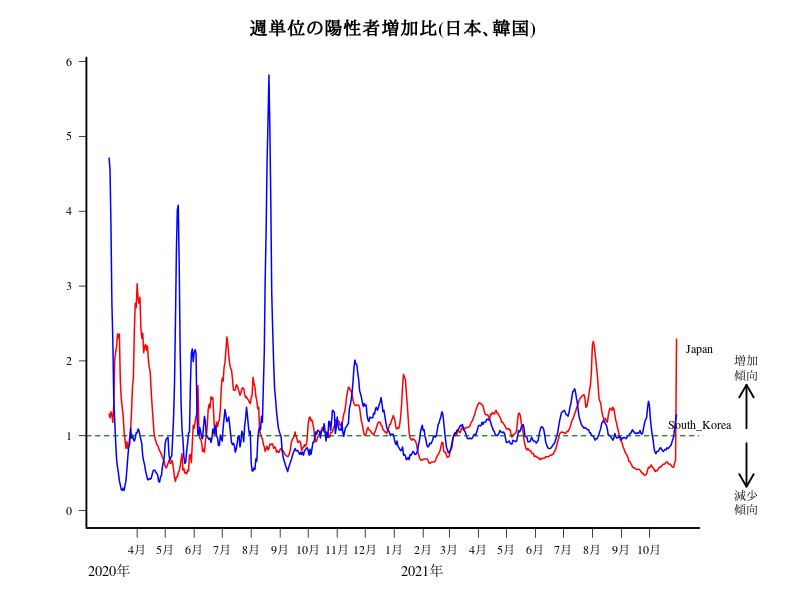 週単位の陽性者増加比(日本、韓国)
6
5
4
3
2
1
0
Japan
South_Korea
増加
傾向
減少
傾向
4月 5月 6月 7月 8月 9月 10月 11月 12月 1月 2月 3月 4月 5月 6月 7月 8月 9月 10月
2020年 2021年